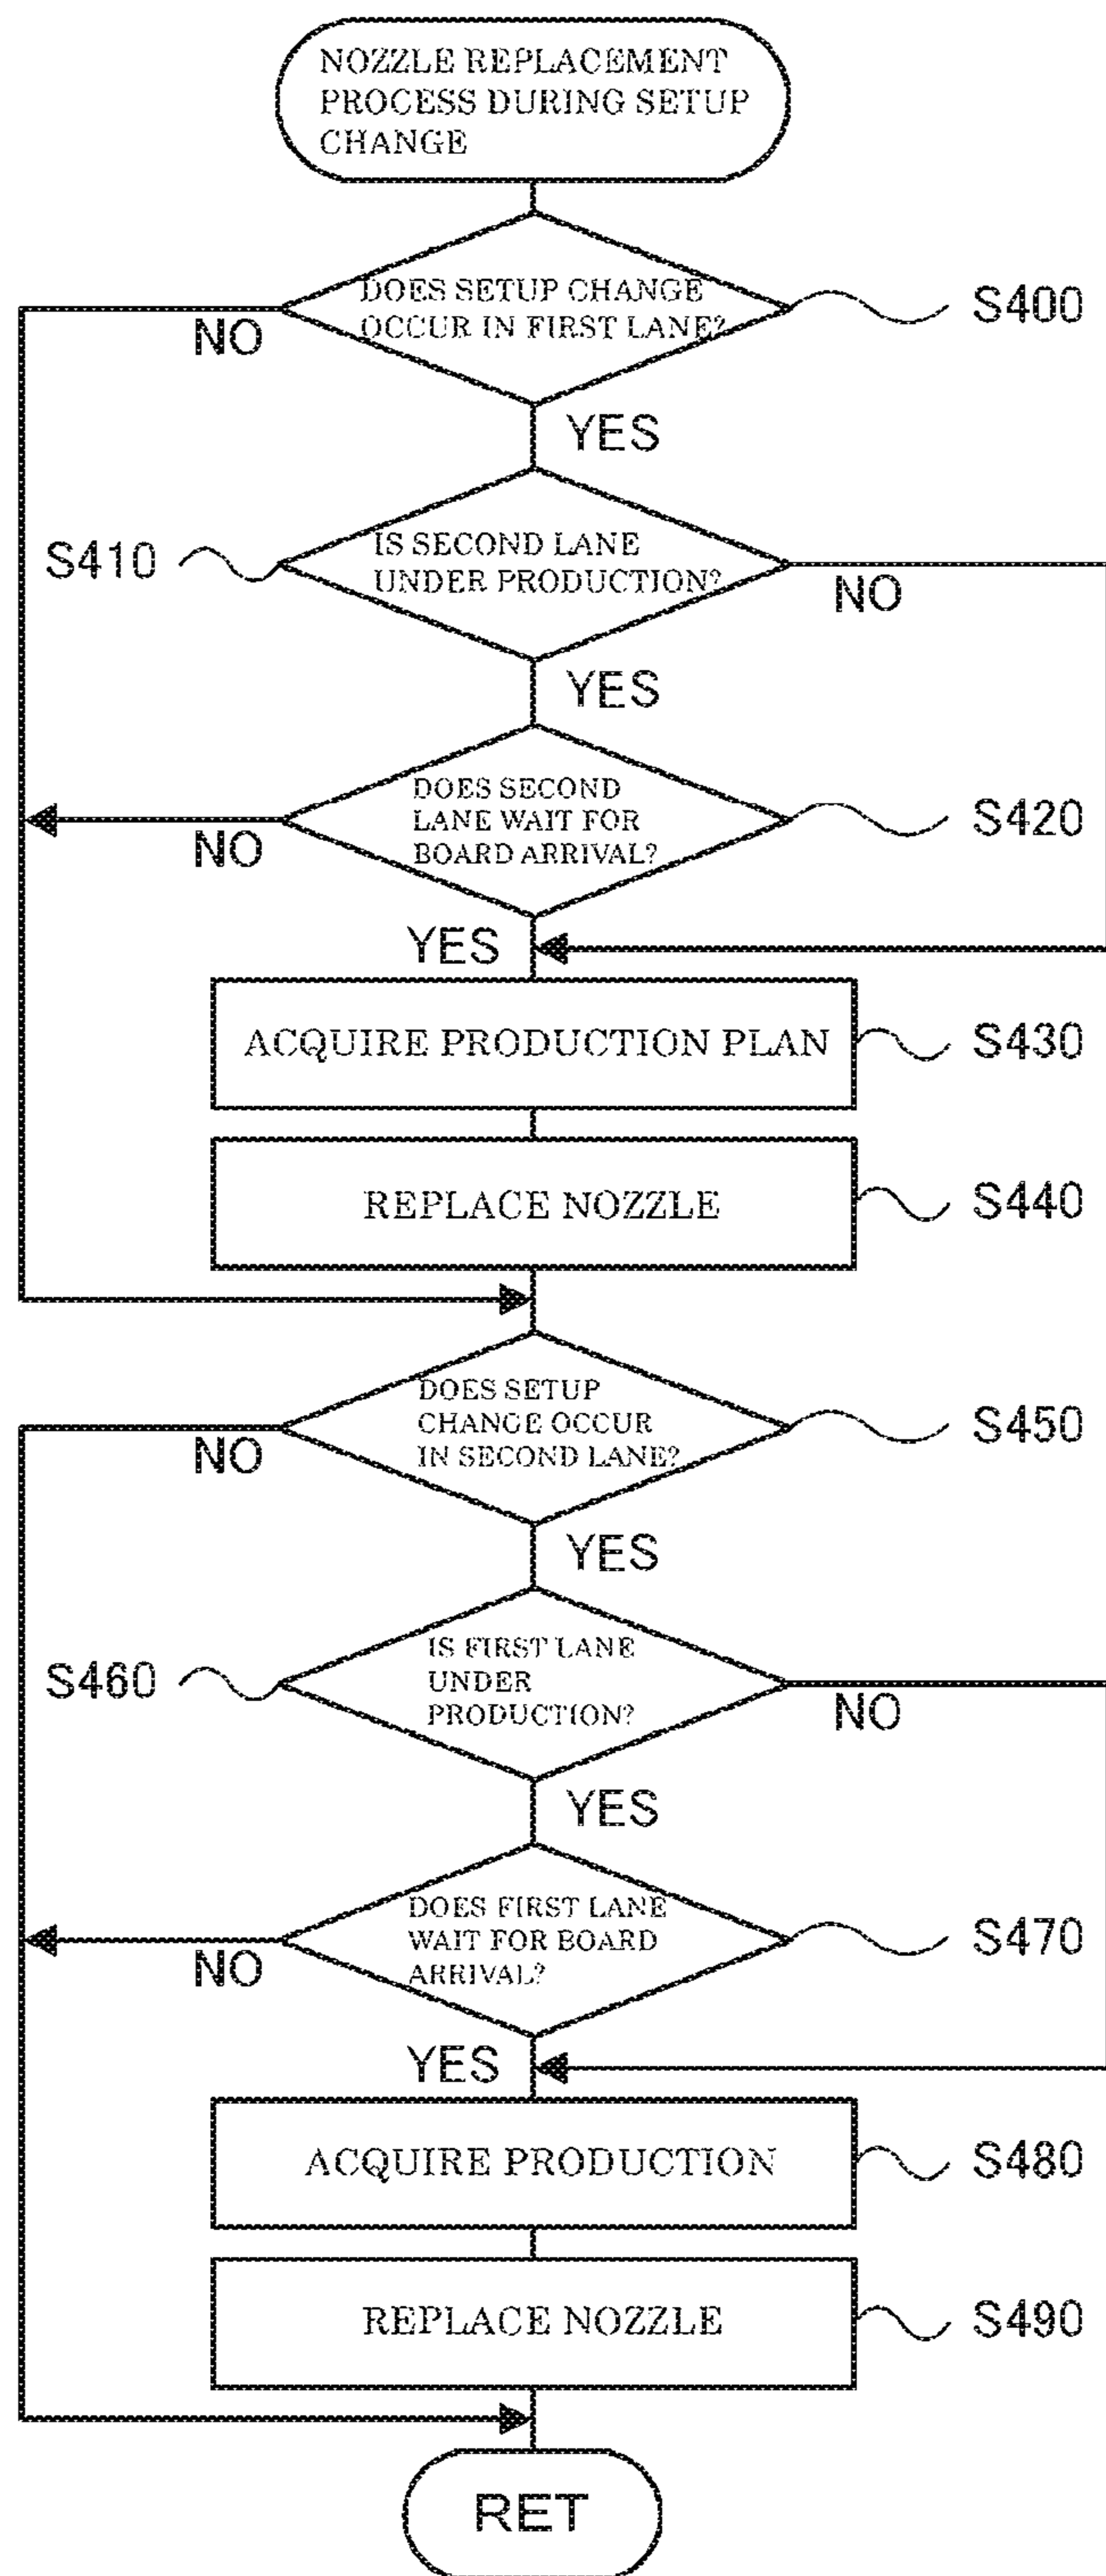 NOZZLE REPLACEMENT
PROCESS DURING SETUP
CHANGE
DOES SETUP CHANGE
OCCUR IN FIRST LANE?
S400
NO
YES
S410
IS SECOND LANE
UNDER PRODUCTION?
NO
YES
DOES SECOND
LANE WAIT FOR
BOARD ARRIVAL?
S420
NO
YES
ACQUIRE PRODUCTION PLAN
S430
REPLACE NOZZLE
S440
DOES SETUP
CHANGE OCCUR
IN SECOND LANE?
S450
NO
YES
S460
IS FIRST LANE
UNDER
PRODUCTION?
NO
YES
DOES FIRST LANE
WAIT FOR BOARD
ARRIVAL?
S470
NO
YES
ACQUIRE PRODUCTION
S480
REPLACE NOZZLE
S490
RET